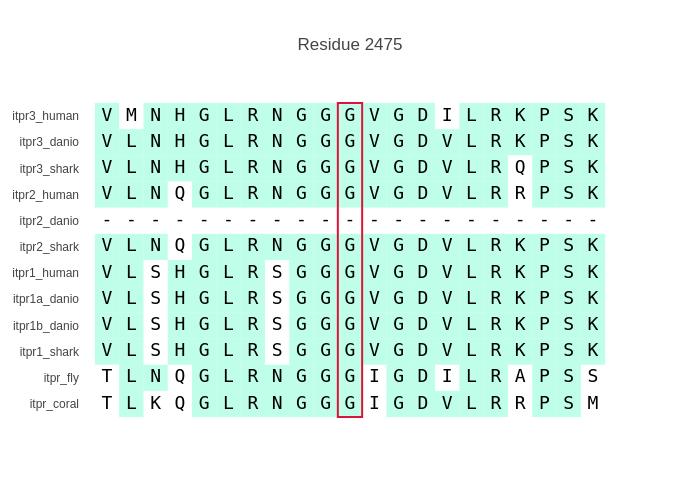 Residue 2475
itpr3_human V M N H G L R N G G G V G D I L R K P S K
itpr3_danio V L N H G L R N G G G V G D V L R K P S K
itpr3_shark V L N H G L R N G G G V G D V L R Q P S K
itpr2_human V L N Q G L R N G G G V G D V L R R P S K
itpr2_danio - - - - - - - - - - - - - - - - - - - - -
itpr2_shark V L N Q G L R N G G G V G D V L R K P S K
itpr1_human V L S H G L R S G G G V G D V L R K P S K
itpr1a_danio V L S H G L R S G G G V G D V L R K P S K
itpr1b_danio V L S H G L R S G G G V G D V L R K P S K
itpr1_shark V L S H G L R S G G G V G D V L R K P S K
itpr_fly T L N Q G L R N G G G I G D I L R A P S S
itpr_coral T L K Q G L R N G G G I G D V L R R P S M